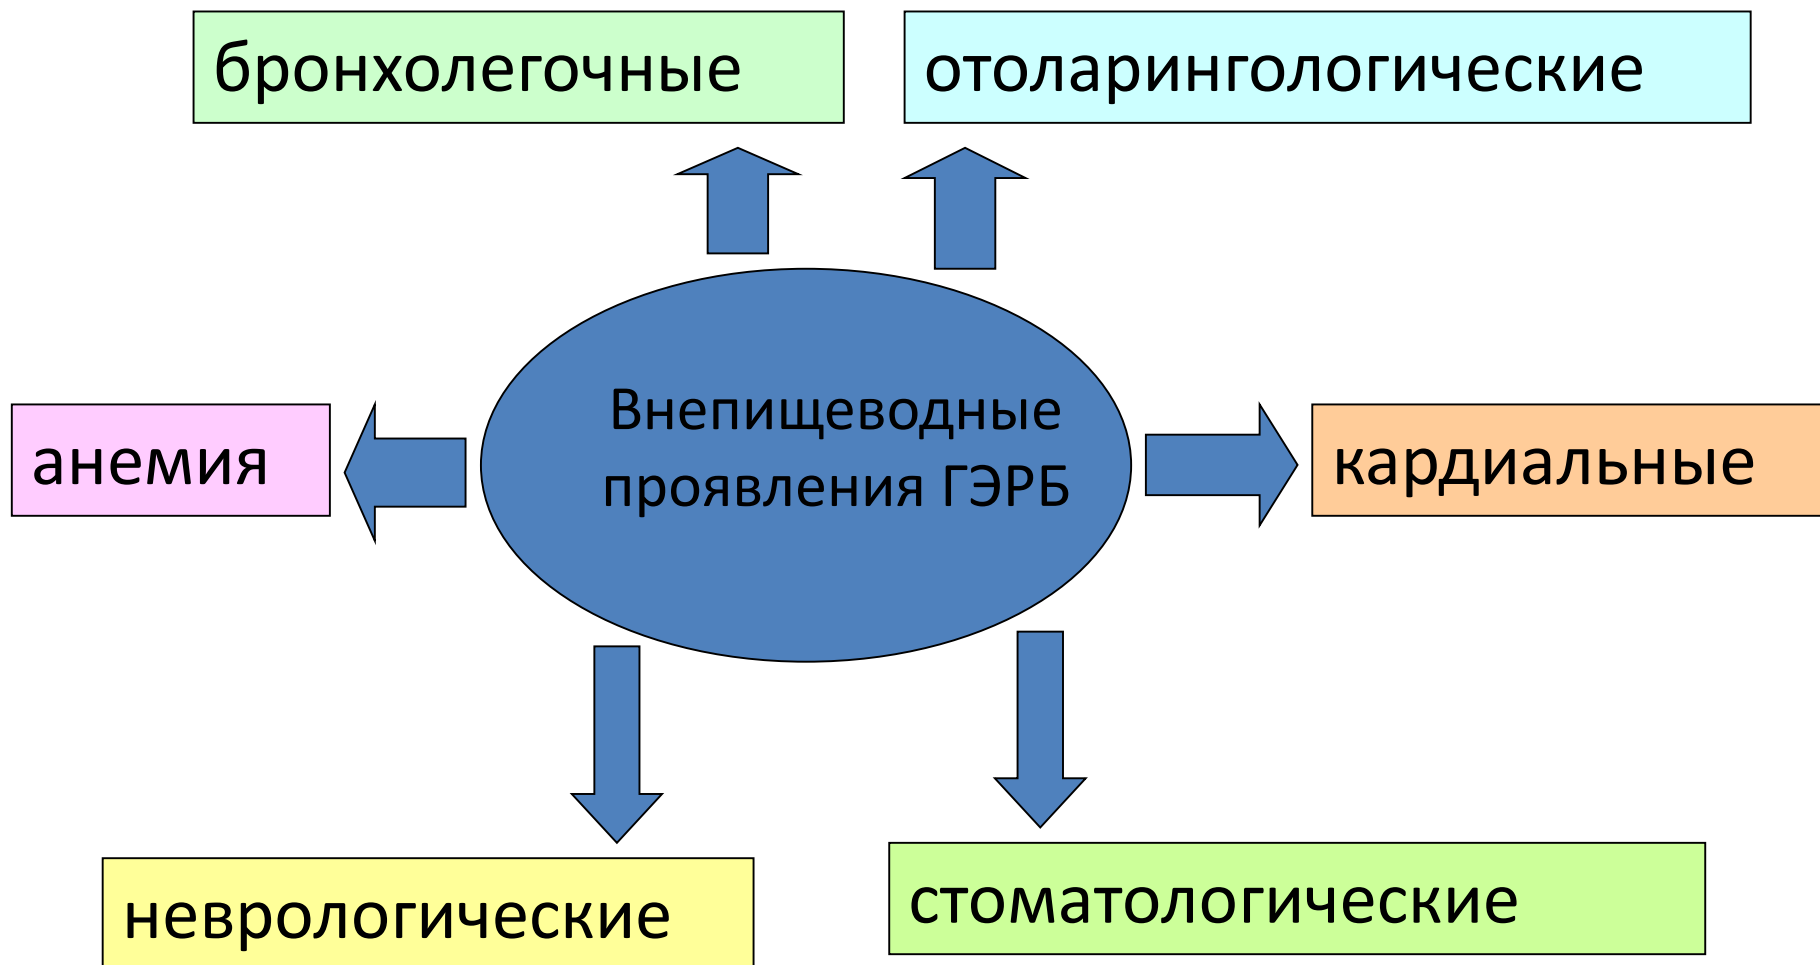 бронхолегочные
отоларингологические
Внепищеводные
проявления ГЭРБ
анемия
кардиальные
неврологические
стоматологические